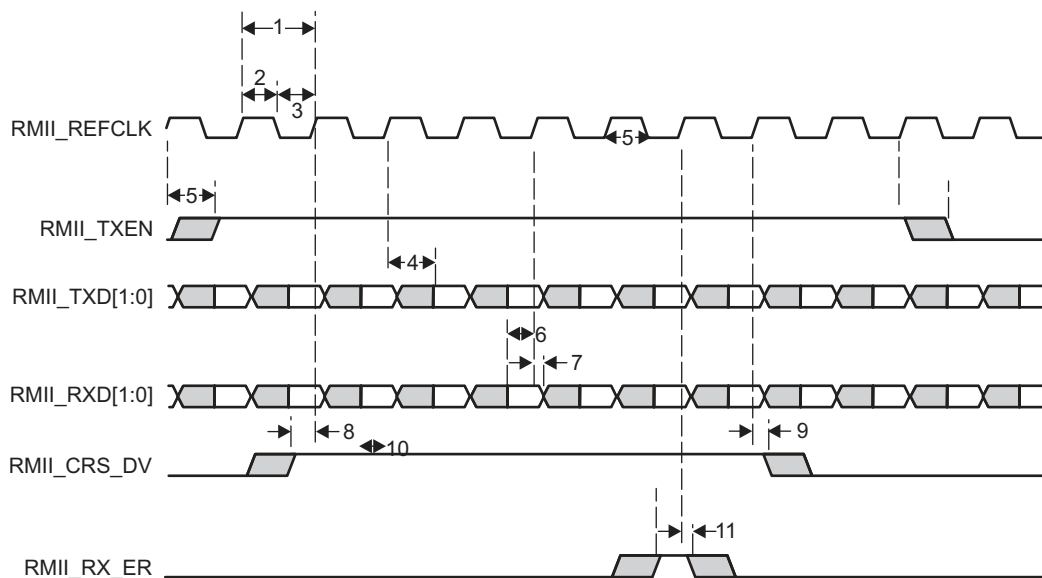 1
2
3
RMII_REFCLK
5
5
RMII_TXEN
4
RMII_TXD[1:0]
6
7
RMII_RXD[1:0]
8
9
10
RMII_CRS_DV
11
RMII_RX_ER